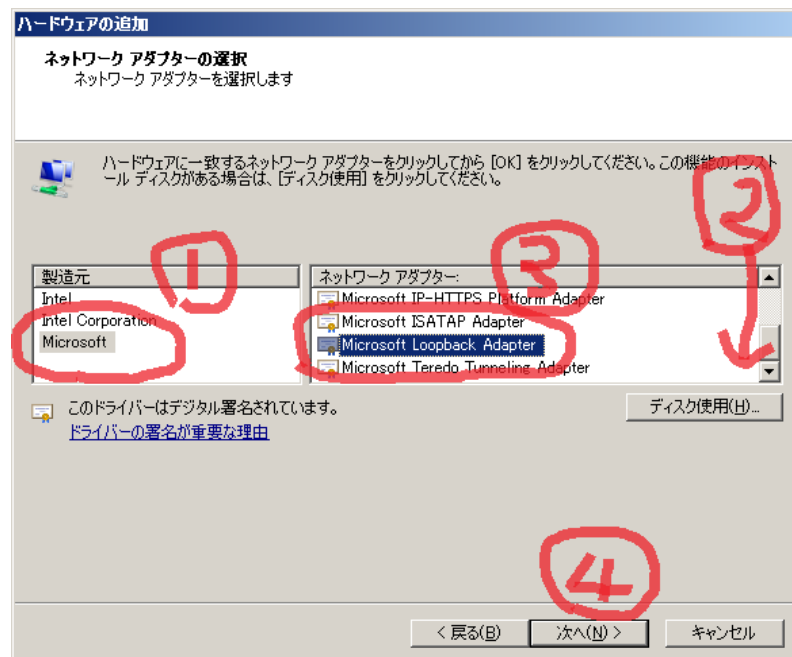 ハードウェアの追加
ネットワーク アダプターの選択
ネットワーク アダプターを選択します
ハードウェアに一致するネットワーク アダプターをクリックしてから [OK] をクリックしてください。この機能のインスト
ール ディスクがある場合は、[ディスク使用] をクリックしてください。
①
②
③
製造元
Intel
Intel Corporation
Microsoft
ネットワーク アダプター:
Microsoft IP-HTTPS Platform Adapter
Microsoft ISATAP Adapter
Microsoft Loopback Adapter
Microsoft Teredo Tunneling Adapter
このドライバーはデジタル署名されています。
ドライバーの署名が重要な理由
ディスク使用(H)...
④
< 戻る(B)
次へ(N) >
キャンセル